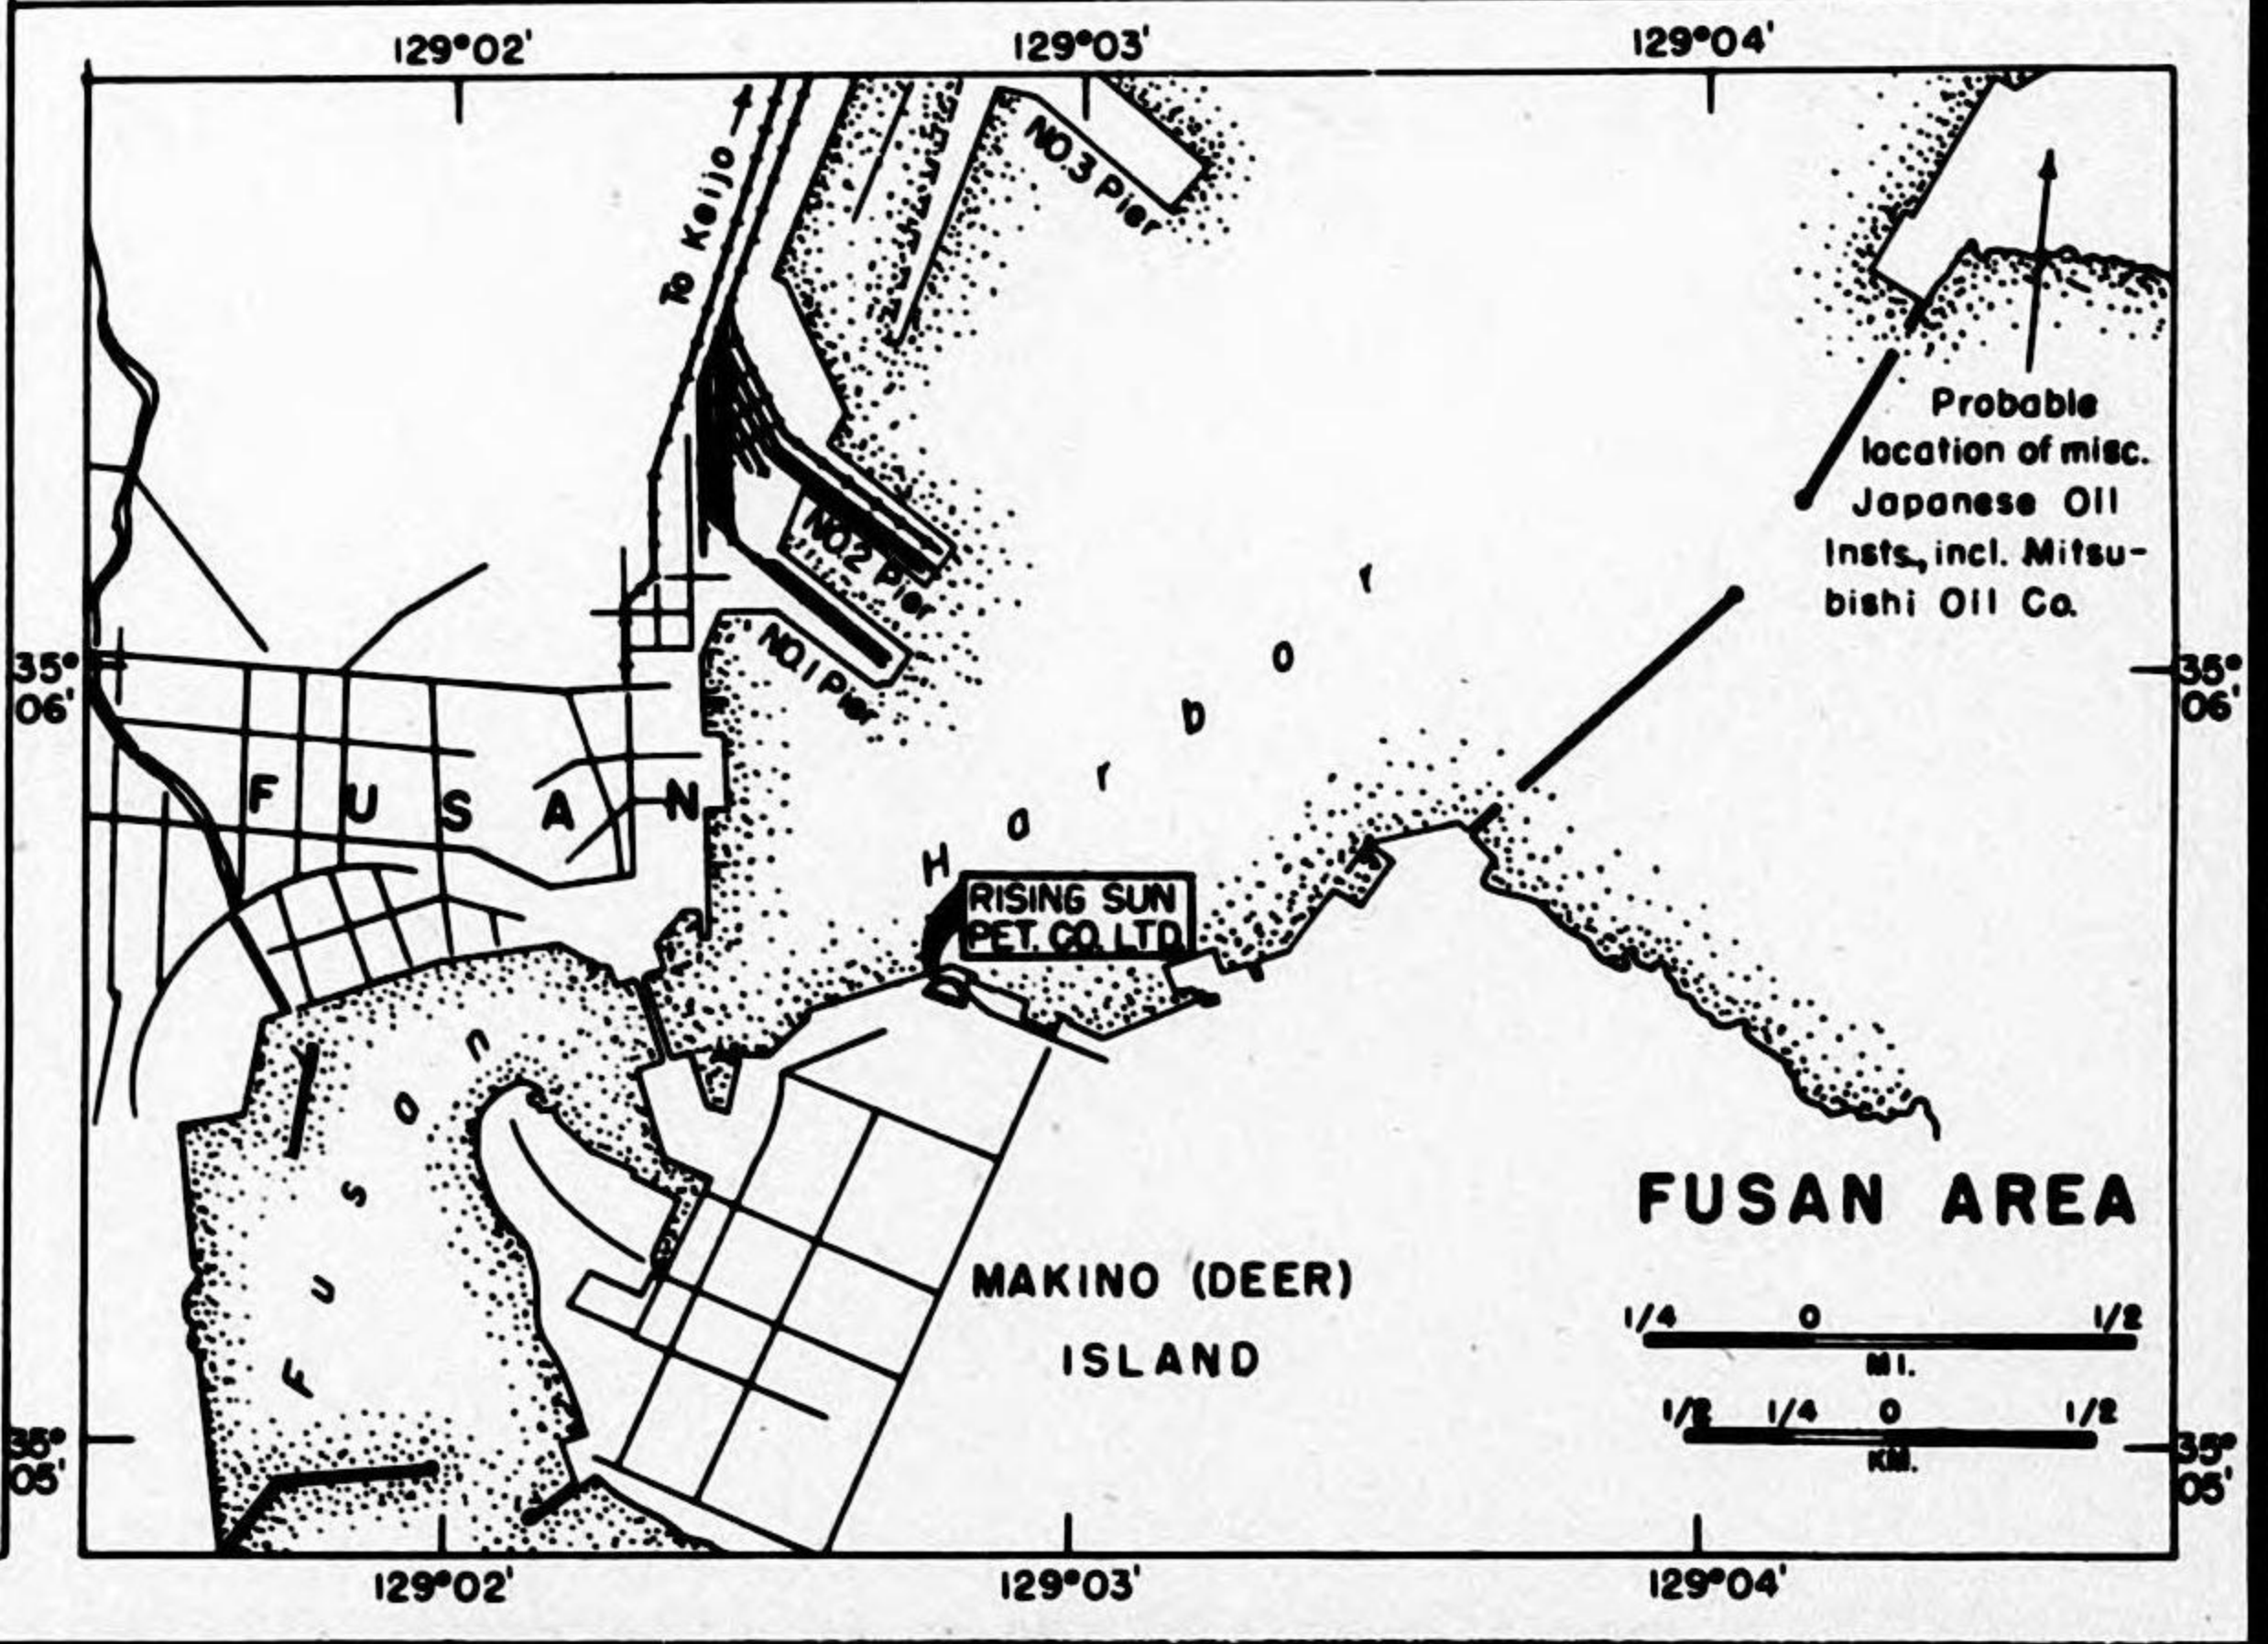 129°02'
129°03'
129°04'
To Keijo
NO.3 Pier
Probable
location of misc.
Japanese Oil
Insts., incl. Mitsu-
bishi Oil Co.
NO.2 Pier
NO.1 Pier
35°
06'
35°
06'
FUSAN
Harbor
RISING SUN
PET. CO. LTD.
Fuson
FUSAN AREA
MAKINO (DEER)
ISLAND
1/4 0 1/2
MI.
1/2 1/4 0 1/2
KM.
35°
05'
35°
05'
129°02'
129°03'
129°04'